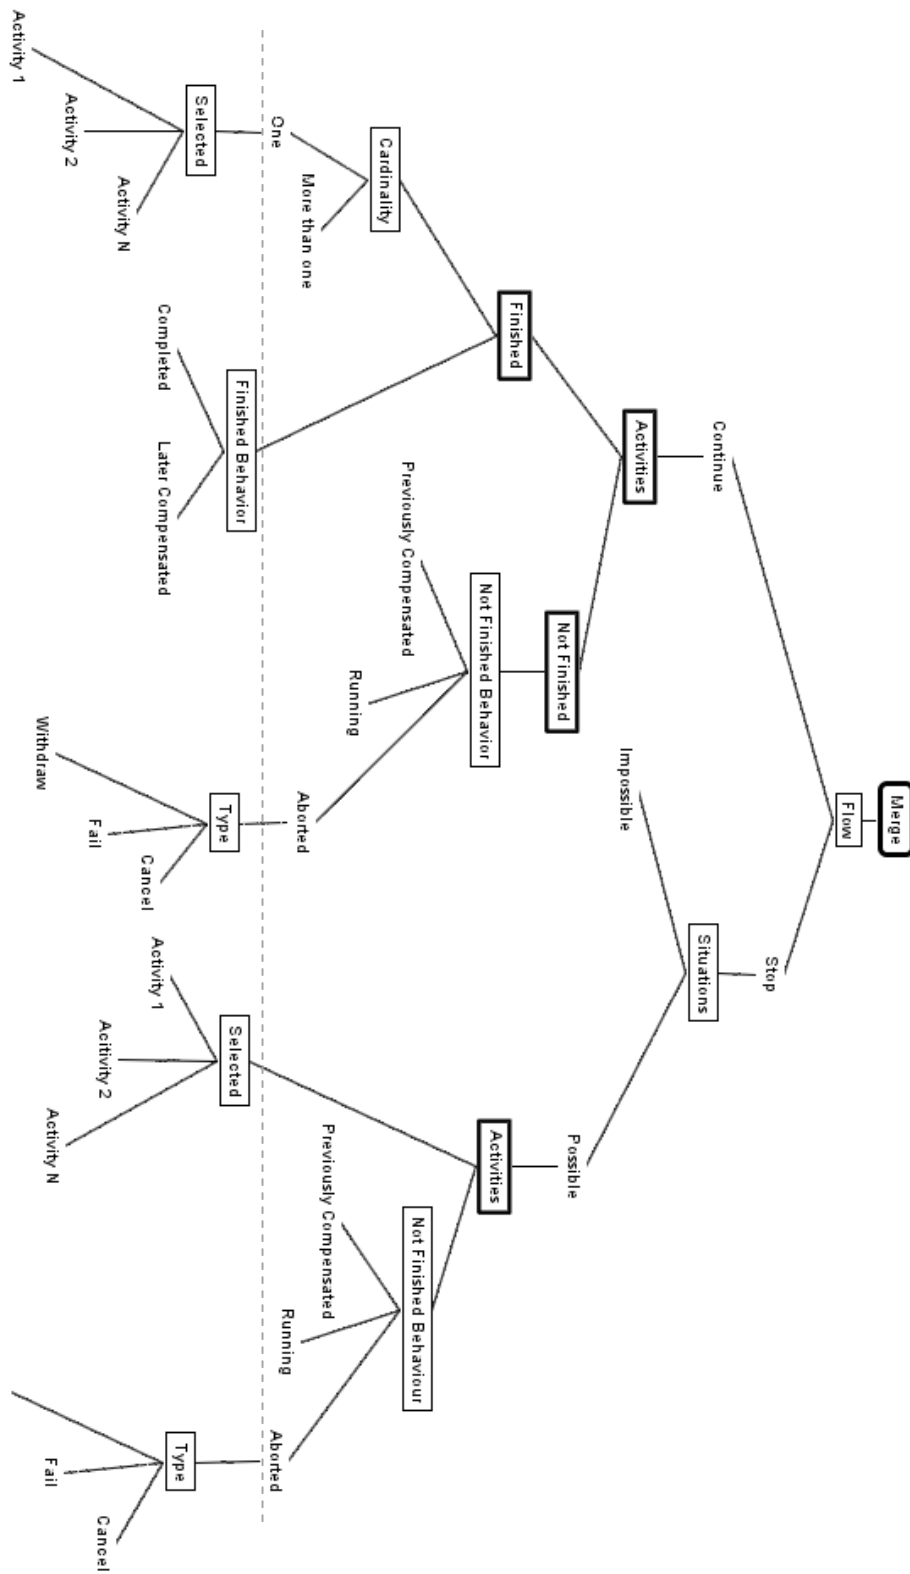 Merge
Flow
Continue
Stop
Activities
Situations
Finished
Not Finished
Impossible
Possible
Cardinality
Not Finished Behavior
Activities
One
More than one
Previously Compensated
Running
Aborted
Not Finished Behaviour
Selected
Finished Behavior
Type
Selected
Previously Compensated
Running
Aborted
Activity 1
Activity 2
Activity N
Completed
Later Compensated
Withdraw
Fail
Cancel
Activity 1
Acitivity 2
Activity N
Type
Fail
Cancel